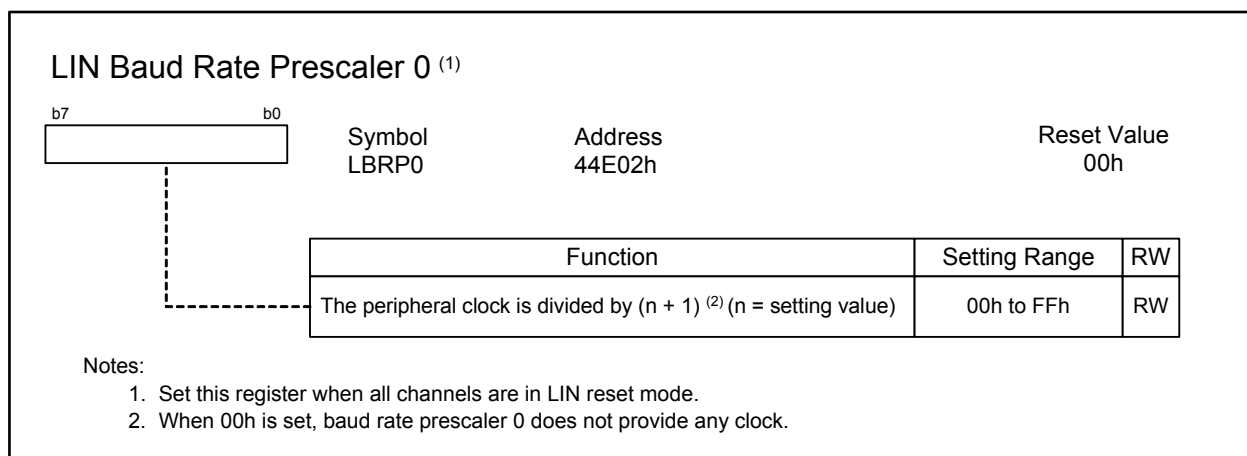 LIN Baud Rate Prescaler 0 (1)
b7 b0
Symbol Address Reset Value
LBRP0 44E02h 00h
Function Setting Range RW
The peripheral clock is divided by (n + 1) (2) (n = setting value) 00h to FFh RW
Notes:
1. Set this register when all channels are in LIN reset mode.
2. When 00h is set, baud rate prescaler 0 does not provide any clock.